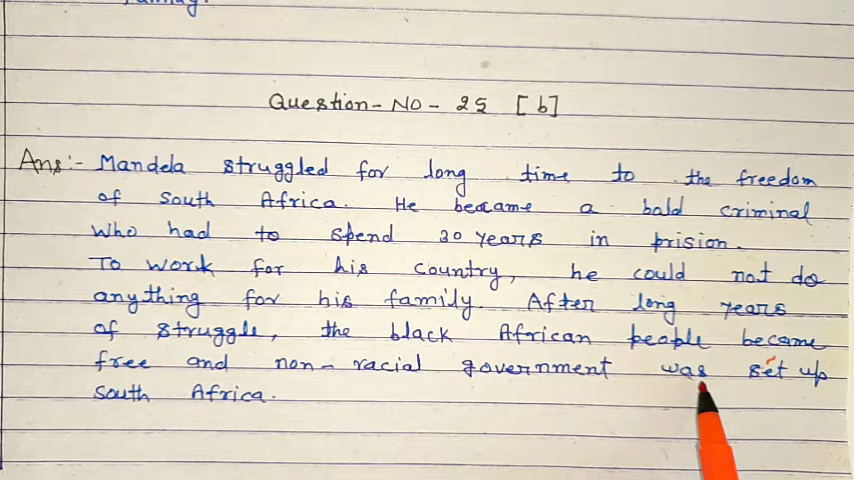 Question-No-25 [b]
Ans:- Mandela struggled for long time to the freedom
of South Africa. He became a bald criminal
Who had to spend 30 years in prision.
To work for his country, he could not do
anything for his family. After long years
of struggle, the black African people became
free and non-racial government was set up
South Africa.